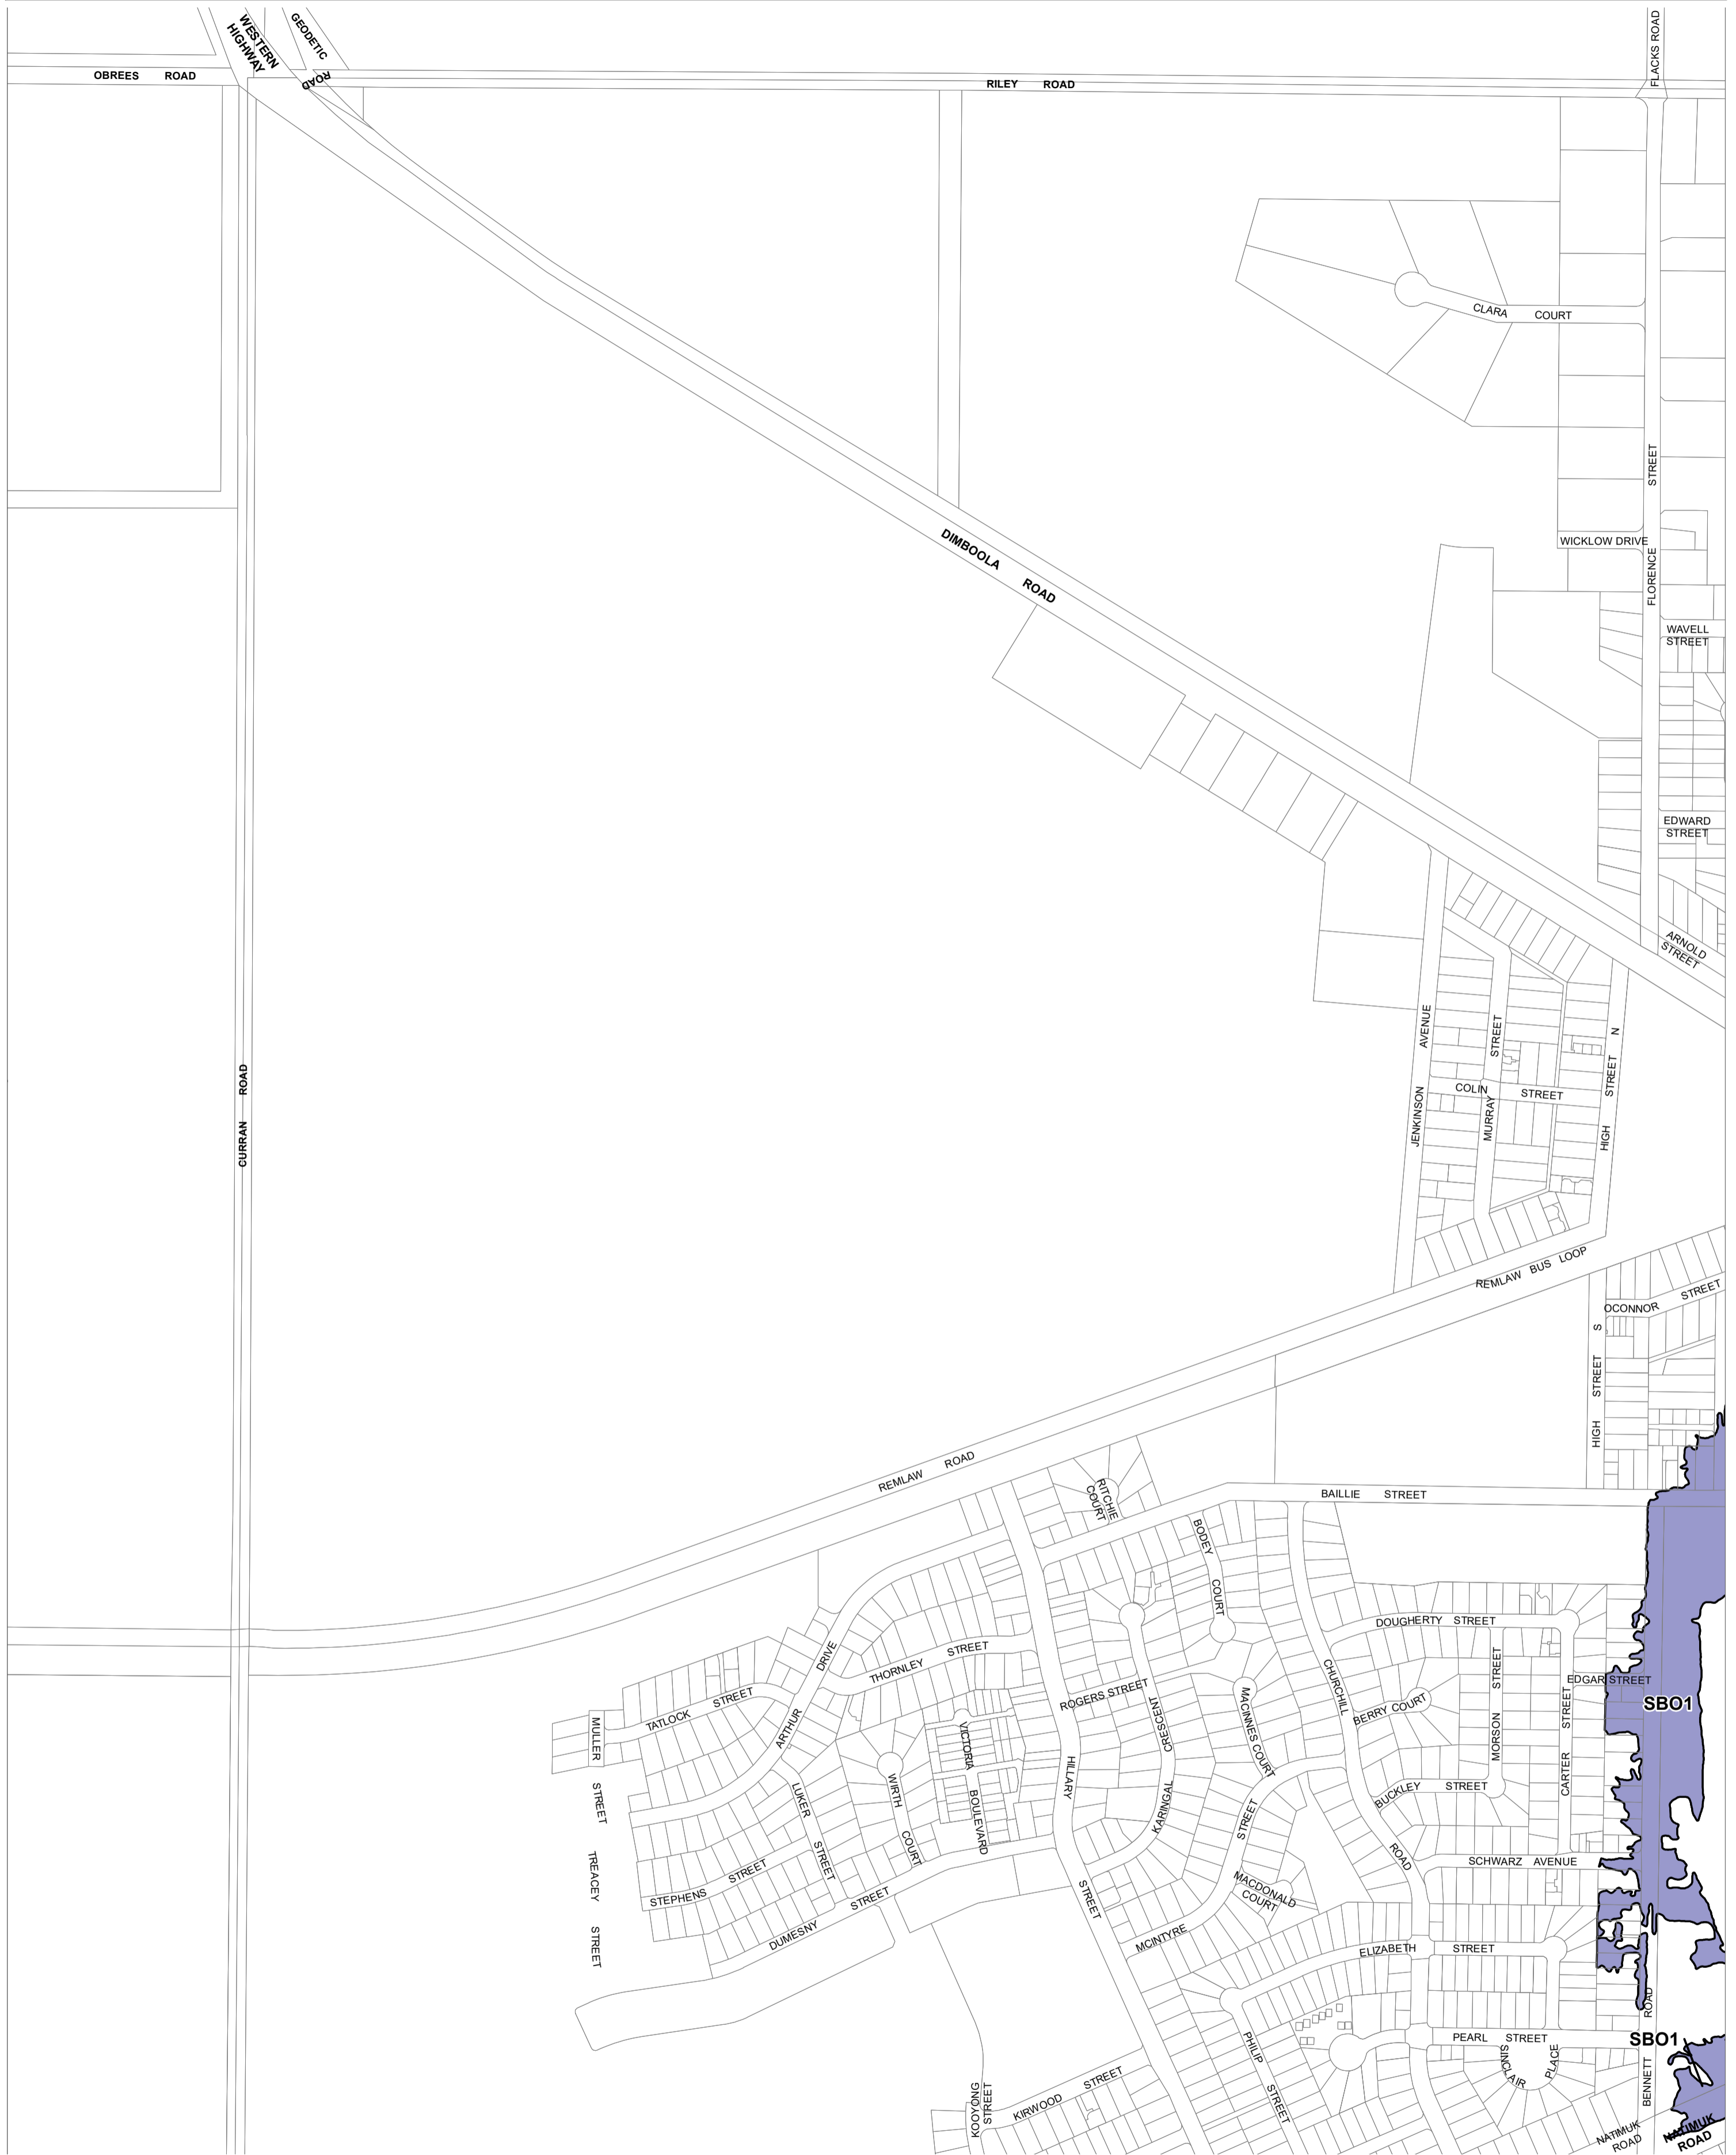 WESTERN
HIGHWAY
GEODETIC
ROAD
FLACKS ROAD
OBREES ROAD
RILEY ROAD
CLARA COURT
FLORENCE STREET
DIMBOOLA ROAD
WICKLOW DRIVE
WAVELL
STREET
EDWARD
STREET
ARNOLD
STREET
JENKINSON AVENUE
MURRAY STREET
COLIN STREET
HIGH STREET N
CURRAN ROAD
REMLAW BUS LOOP
OCONNOR STREET
HIGH STREET S
REMLAW ROAD
RITCHIE
COURT
BAILLIE STREET
BODEY COURT
DOUGHERTY STREET
ARTHUR DRIVE
THORNLEY STREET
ROGERS STREET
KARINGAL CRESCENT
MACINNES COURT
CHURCHILL ROAD
BERRY COURT
MORSON STREET
EDGAR STREET
CARTER STREET
SBO1
TATLOCK STREET
MULLER STREET
VICTORIA BOULEVARD
WIRTH COURT
LUKER STREET
HILLARY STREET
BUCKLEY STREET
SCHWARZ AVENUE
STEPHENS STREET
TREACEY STREET
DUMESNY STREET
MACDONALD
COURT
MCINTYRE STREET
ELIZABETH STREET
PHILIP STREET
PEARL STREET
SBO1
SINCLAIR PLACE
BENNETT ROAD
KOOYONG
STREET
KIRWOOD STREET
NATIMUK
ROAD
NATIMUK
ROAD